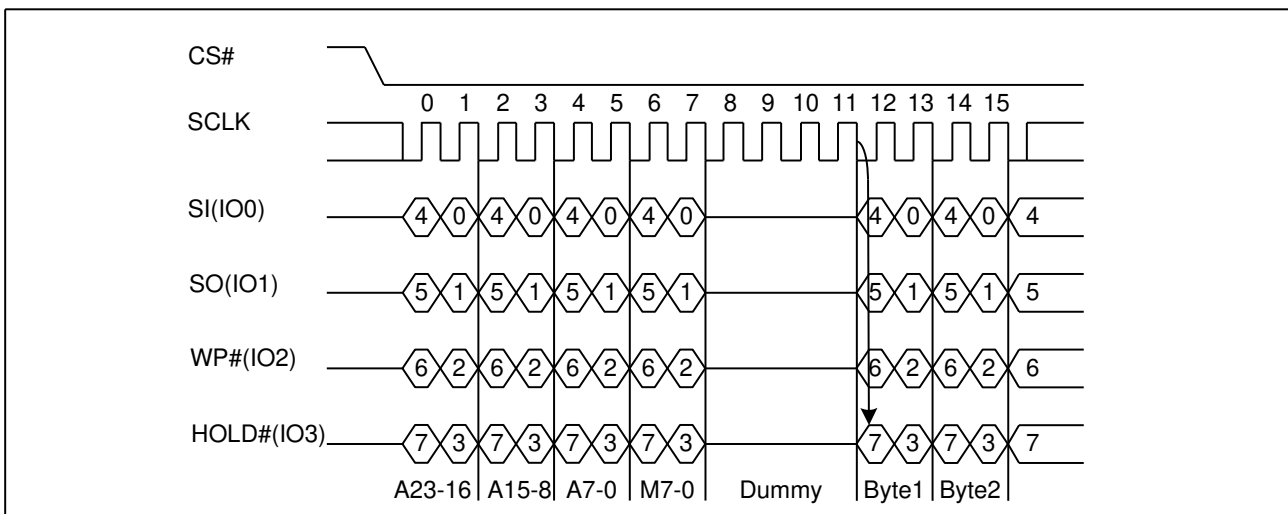 CS#
0 1 2 3 4 5 6 7 8 9 10 11 12 13 14 15
SCLK
SI(IO0) 4 0 4 0 4 0 4 0 4 0 4 0 4
SO(IO1) 5 1 5 1 5 1 5 1 5 1 5 1 5
WP#(IO2) 6 2 6 2 6 2 6 2 6 2 6 2 6
HOLD#(IO3) 7 3 7 3 7 3 7 3 7 3 7 3 7
A23-16 A15-8 A7-0 M7-0 Dummy Byte1 Byte2